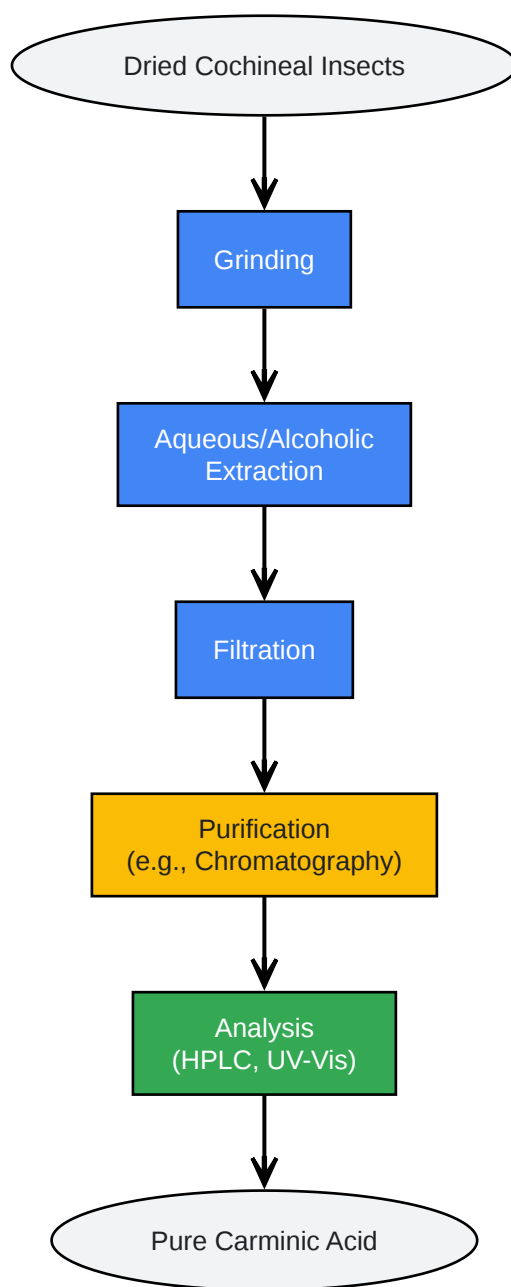 Dried Cochineal Insects
Grinding
Aqueous/Alcoholic
Extraction
Filtration
Purification
(e.g., Chromatography)
Analysis
(HPLC, UV-Vis)
Pure Carminic Acid